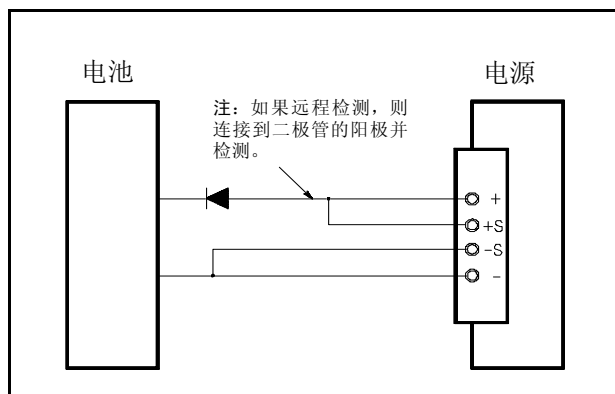 电池
电源
注：如果远程检测，则
连接到二极管的阳极并
检测。
+
+S
-S
-